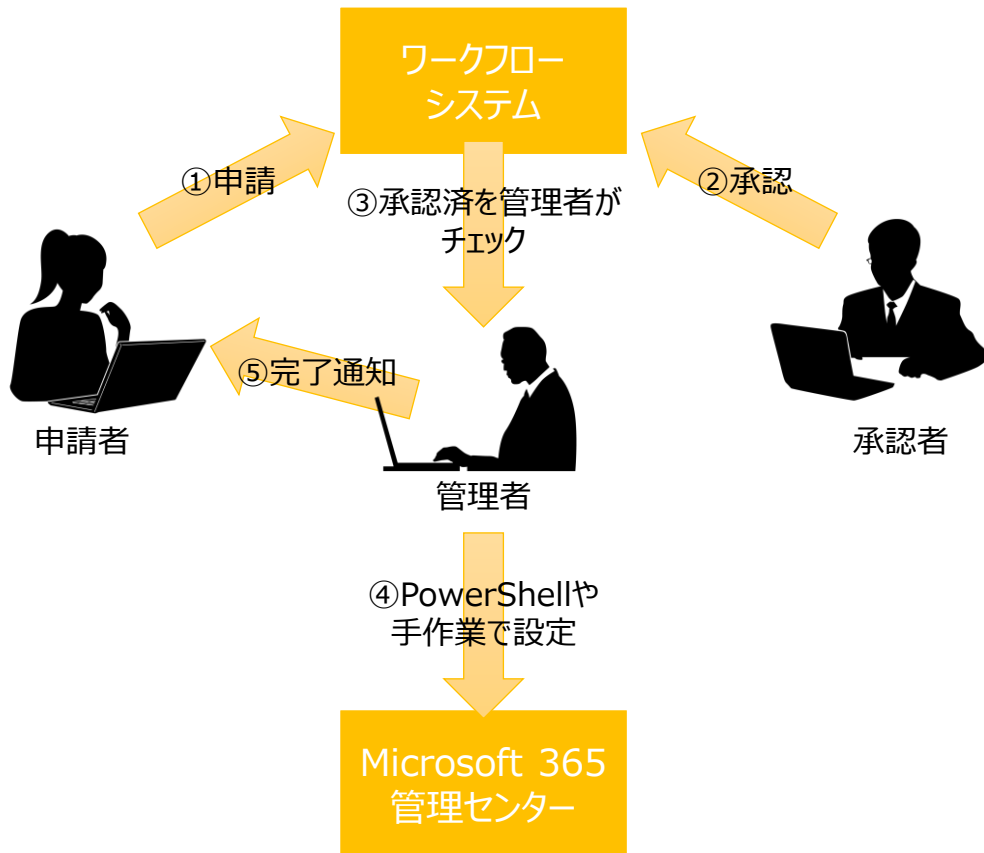 ワークフロー
システム
①申請
②承認
③承認済を管理者が
チェック
⑤完了通知
申請者
承認者
管理者
④PowerShellや
手作業で設定
Microsoft 365
管理センター